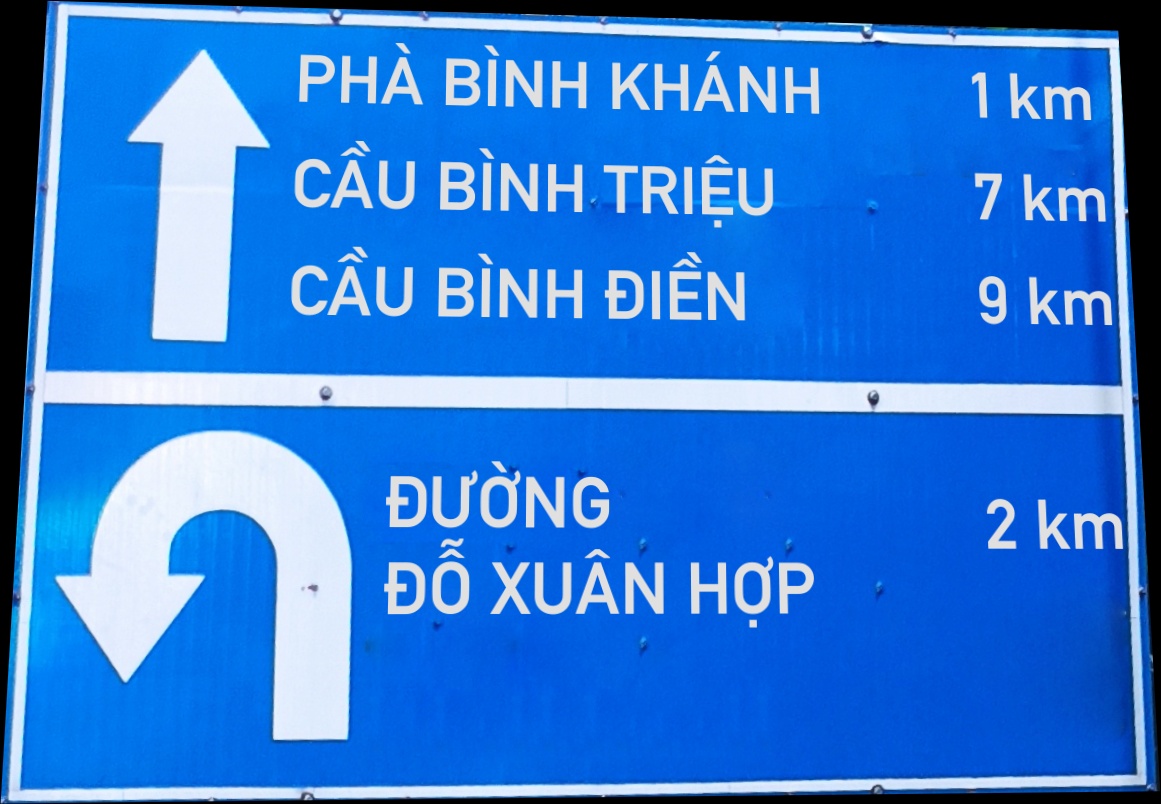 PHÀ BÌNH KHÁNH 1 km
CẦU BÌNH TRIỆU 7 km
CẦU BÌNH ĐIỀN 9 km
ĐƯỜNG 2 km
ĐỖ XUÂN HỢP